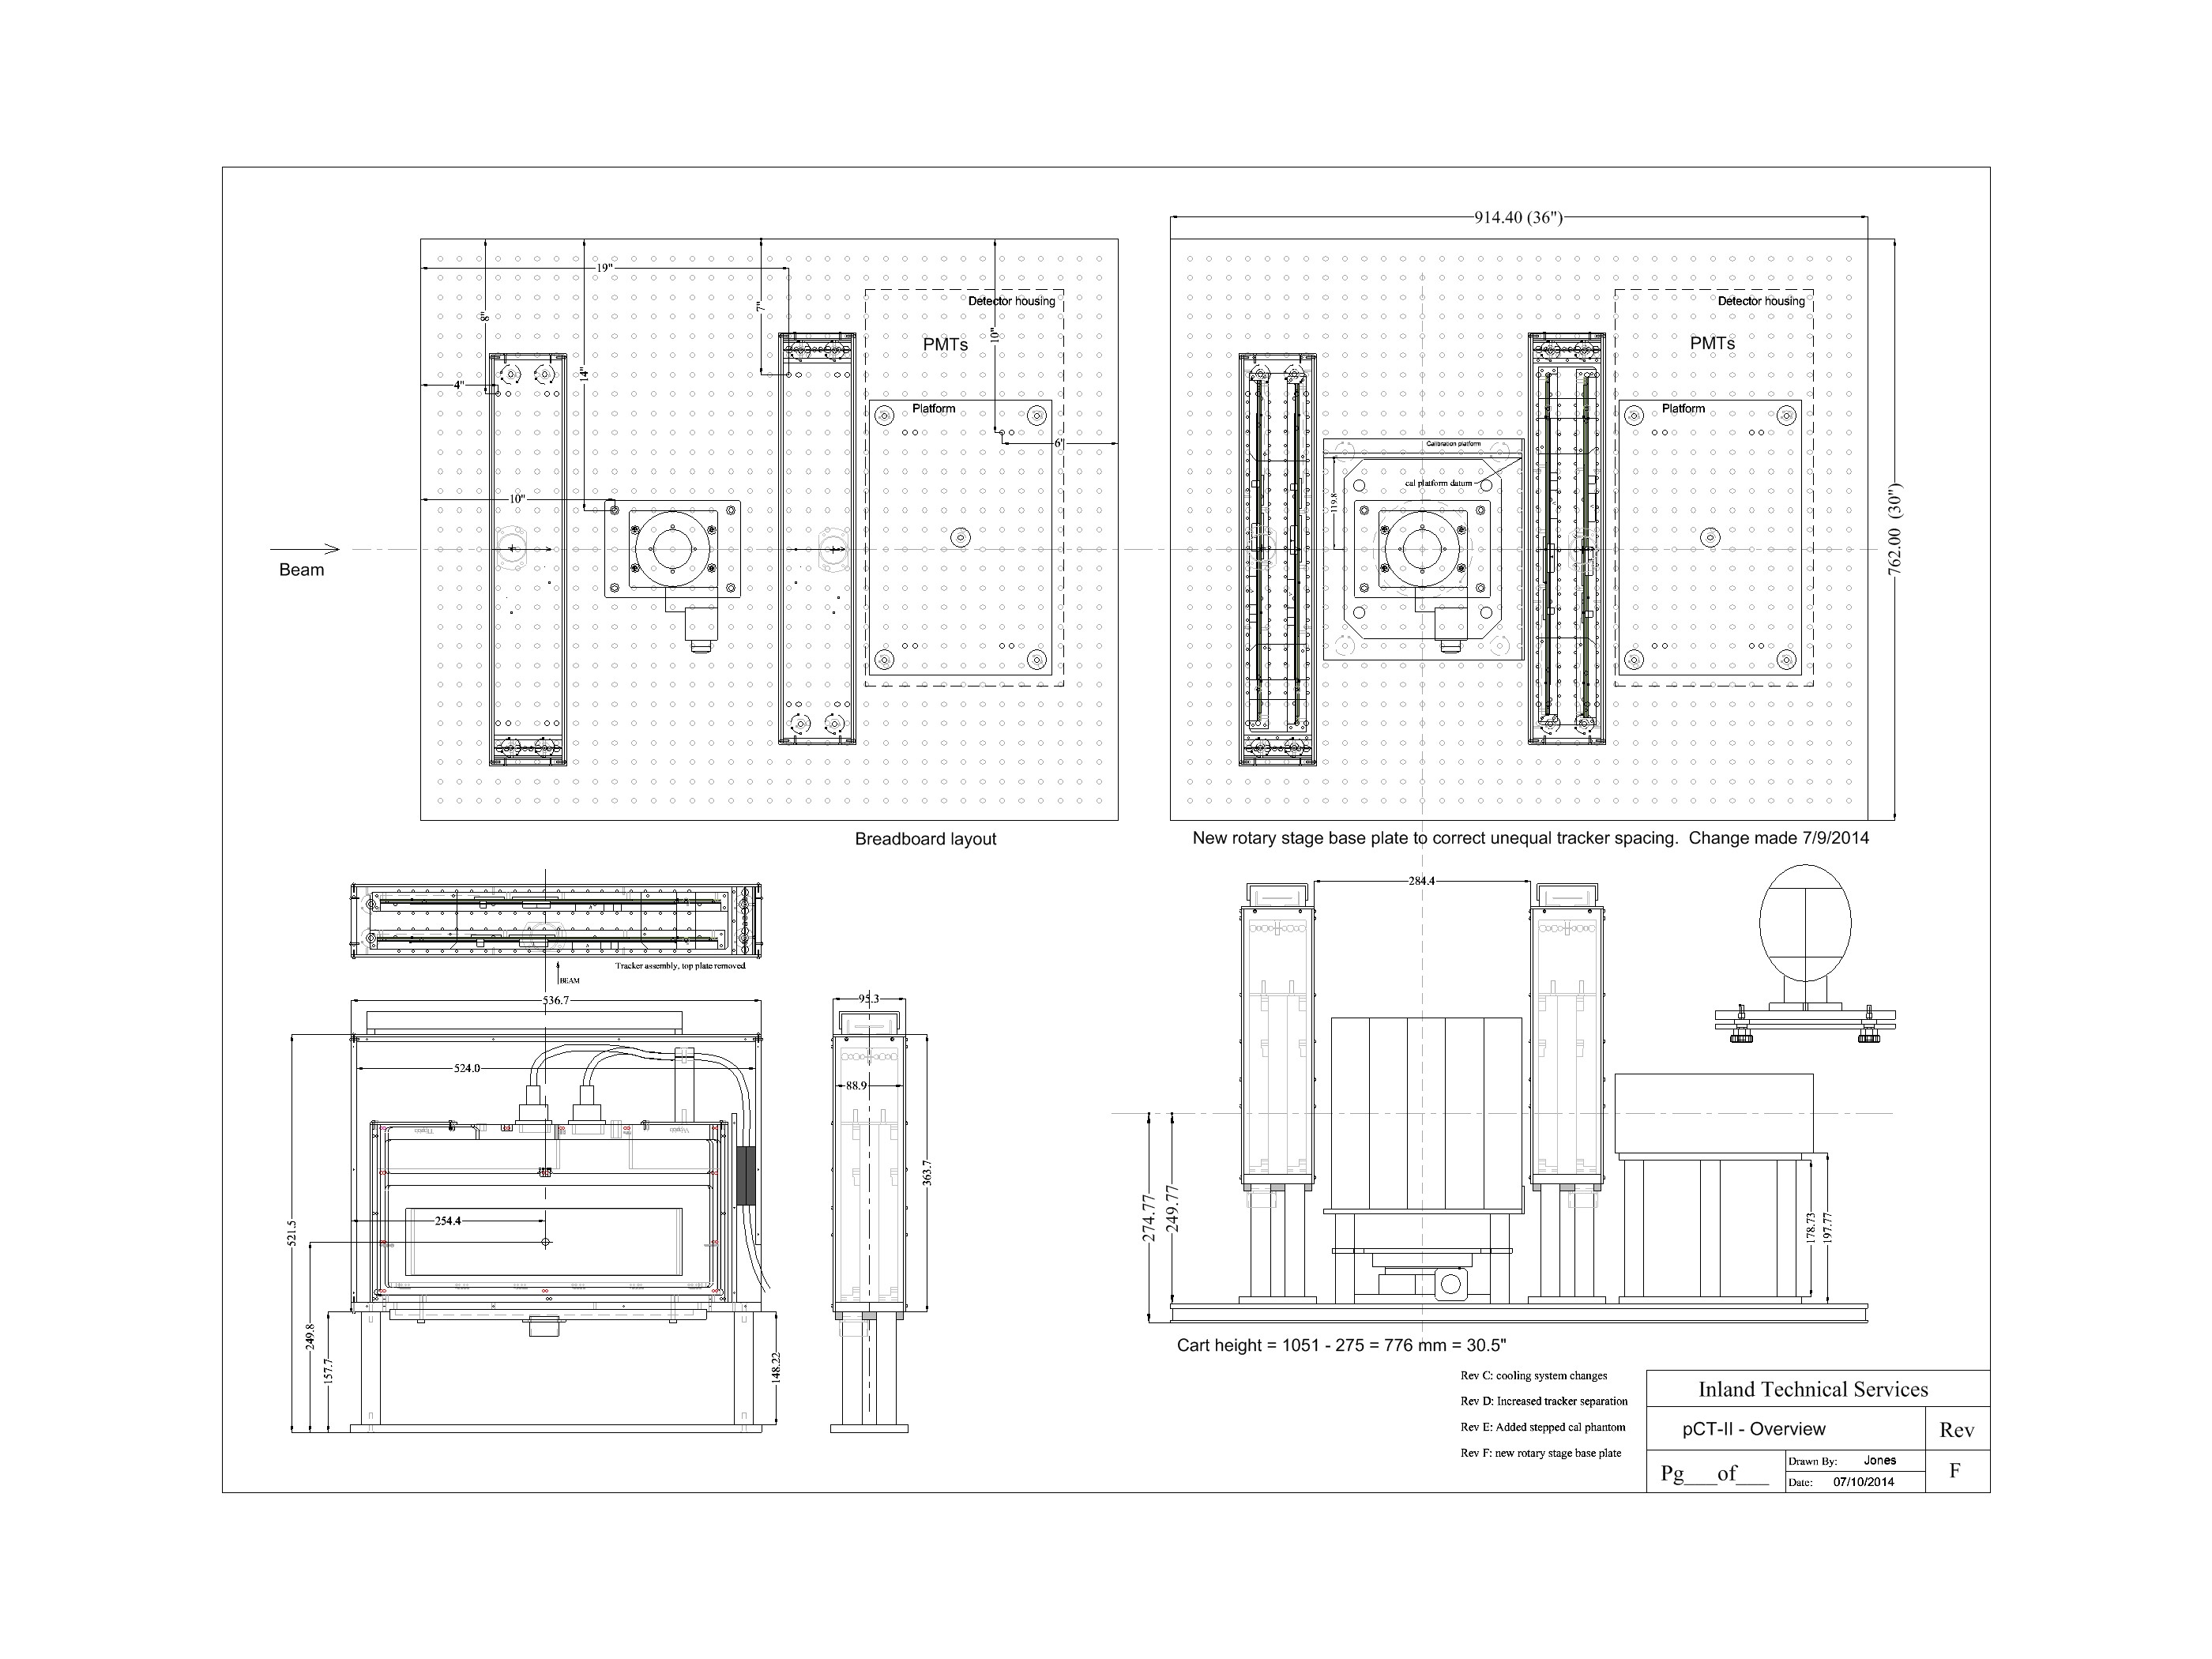 914.40 (36")
19"
8"
7"
10"
14"
4"
10"
6"
Detector housing
PMTs
Platform
Beam
Breadboard layout
Detector housing
PMTs
Platform
Calibration platform
cal platform datum
119.8
762.00 (30")
New rotary stage base plate to correct unequal tracker spacing. Change made 7/9/2014
Tracker assembly, top plate removed
BEAM
536.7
524.0
254.4
521.5
249.8
157.7
148.22
95.3
88.9
363.7
284.4
274.77
249.77
178.73
197.77
Cart height = 1051 - 275 = 776 mm = 30.5"
Rev C: cooling system changes
Rev D: Increased tracker separation
Rev E: Added stepped cal phantom
Rev F: new rotary stage base plate
Inland Technical Services
pCT-II - Overview
Rev
F
Pg___of___
Drawn By: Jones
Date: 07/10/2014